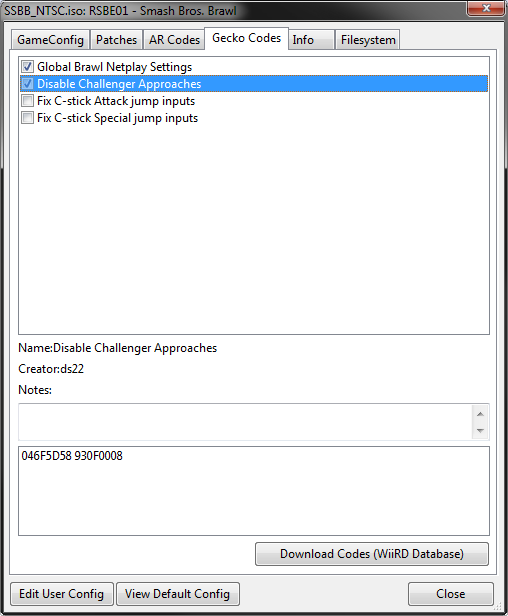 SSBB_NTSC.iso: RSBE01 - Smash Bros. Brawl
GameConfig Patches AR Codes Gecko Codes Info Filesystem
Global Brawl Netplay Settings
Disable Challenger Approaches
Fix C-stick Attack jump inputs
Fix C-stick Special jump inputs
Name:Disable Challenger Approaches
Creator:ds22
Notes:
046F5D58 930F0008
Download Codes (WiiRD Database)
Edit User Config View Default Config Close